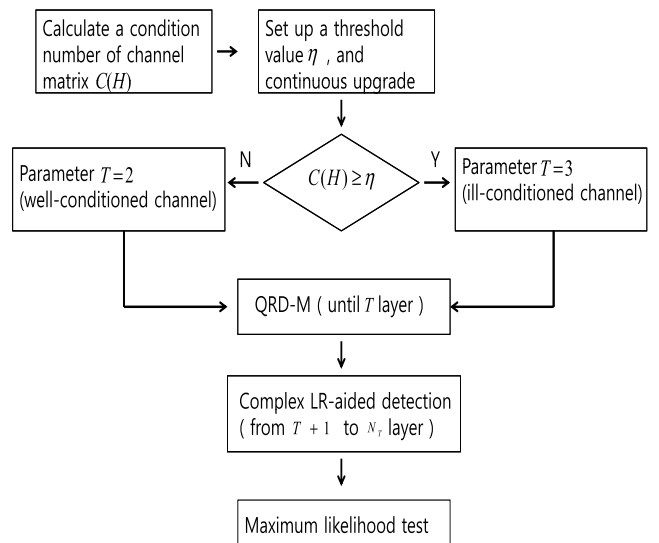 Calculate a condition
number of channel
matrix C(H)
Set up a threshold
value η , and
continuous upgrade
N
C(H) ≥ η
Y
Parameter T=2
(well-conditioned channel)
Parameter T=3
(ill-conditioned channel)
QRD-M ( until T layer )
Complex LR-aided detection
( from T + 1 to N_T layer )
Maximum likelihood test